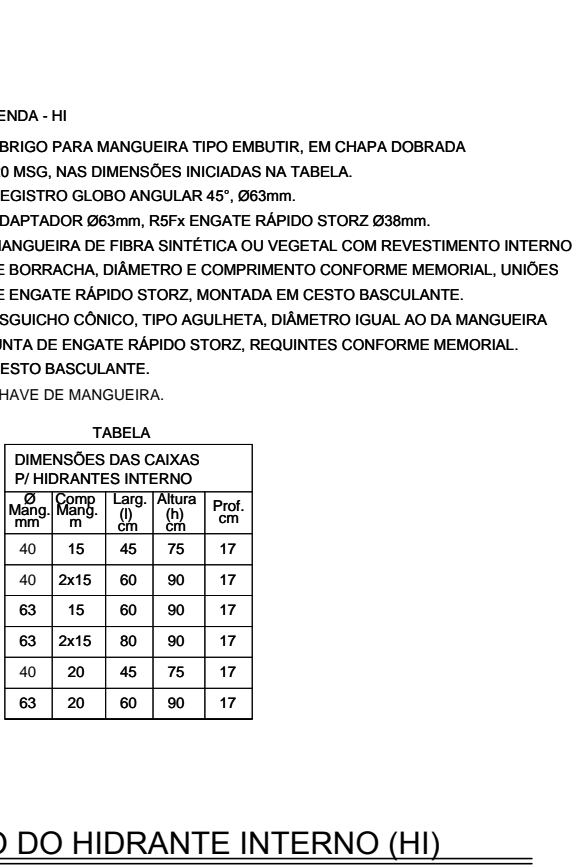 ENDA - HI
BRIGO PARA MANGUEIRA TIPO EMBUTIR, EM CHAPA DOBRADA
20 MSG, NAS DIMENSÕES INICIADAS NA TABELA.
EGISTRO GLOBO ANGULAR 45°, Ø63mm.
DAPTADOR Ø63mm, R5Fx ENGATE RÁPIDO STORZ Ø38mm.
MANGUEIRA DE FIBRA SINTÉTICA OU VEGETAL COM REVESTIMENTO INTERNO
E BORRACHA, DIÂMETRO E COMPRIMENTO CONFORME MEMORIAL, UNIÕES
E ENGATE RÁPIDO STORZ, MONTADA EM CESTO BASCULANTE.
SGUICHO CÔNICO, TIPO AGULHETA, DIÂMETRO IGUAL AO DA MANGUEIRA
UNTA DE ENGATE RÁPIDO STORZ, REQUINTES CONFORME MEMORIAL.
ESTO BASCULANTE.
HAVE DE MANGUEIRA.
TABELA
DIMENSÕES DAS CAIXAS
P/ HIDRANTES INTERNO
Ø Mang. mm Comp Mang. m Larg. (l) cm Altura (h) cm Prof. cm
40 15 45 75 17
40 2x15 60 90 17
63 15 60 90 17
63 2x15 80 90 17
40 20 45 75 17
63 20 60 90 17
O DO HIDRANTE INTERNO (HI)